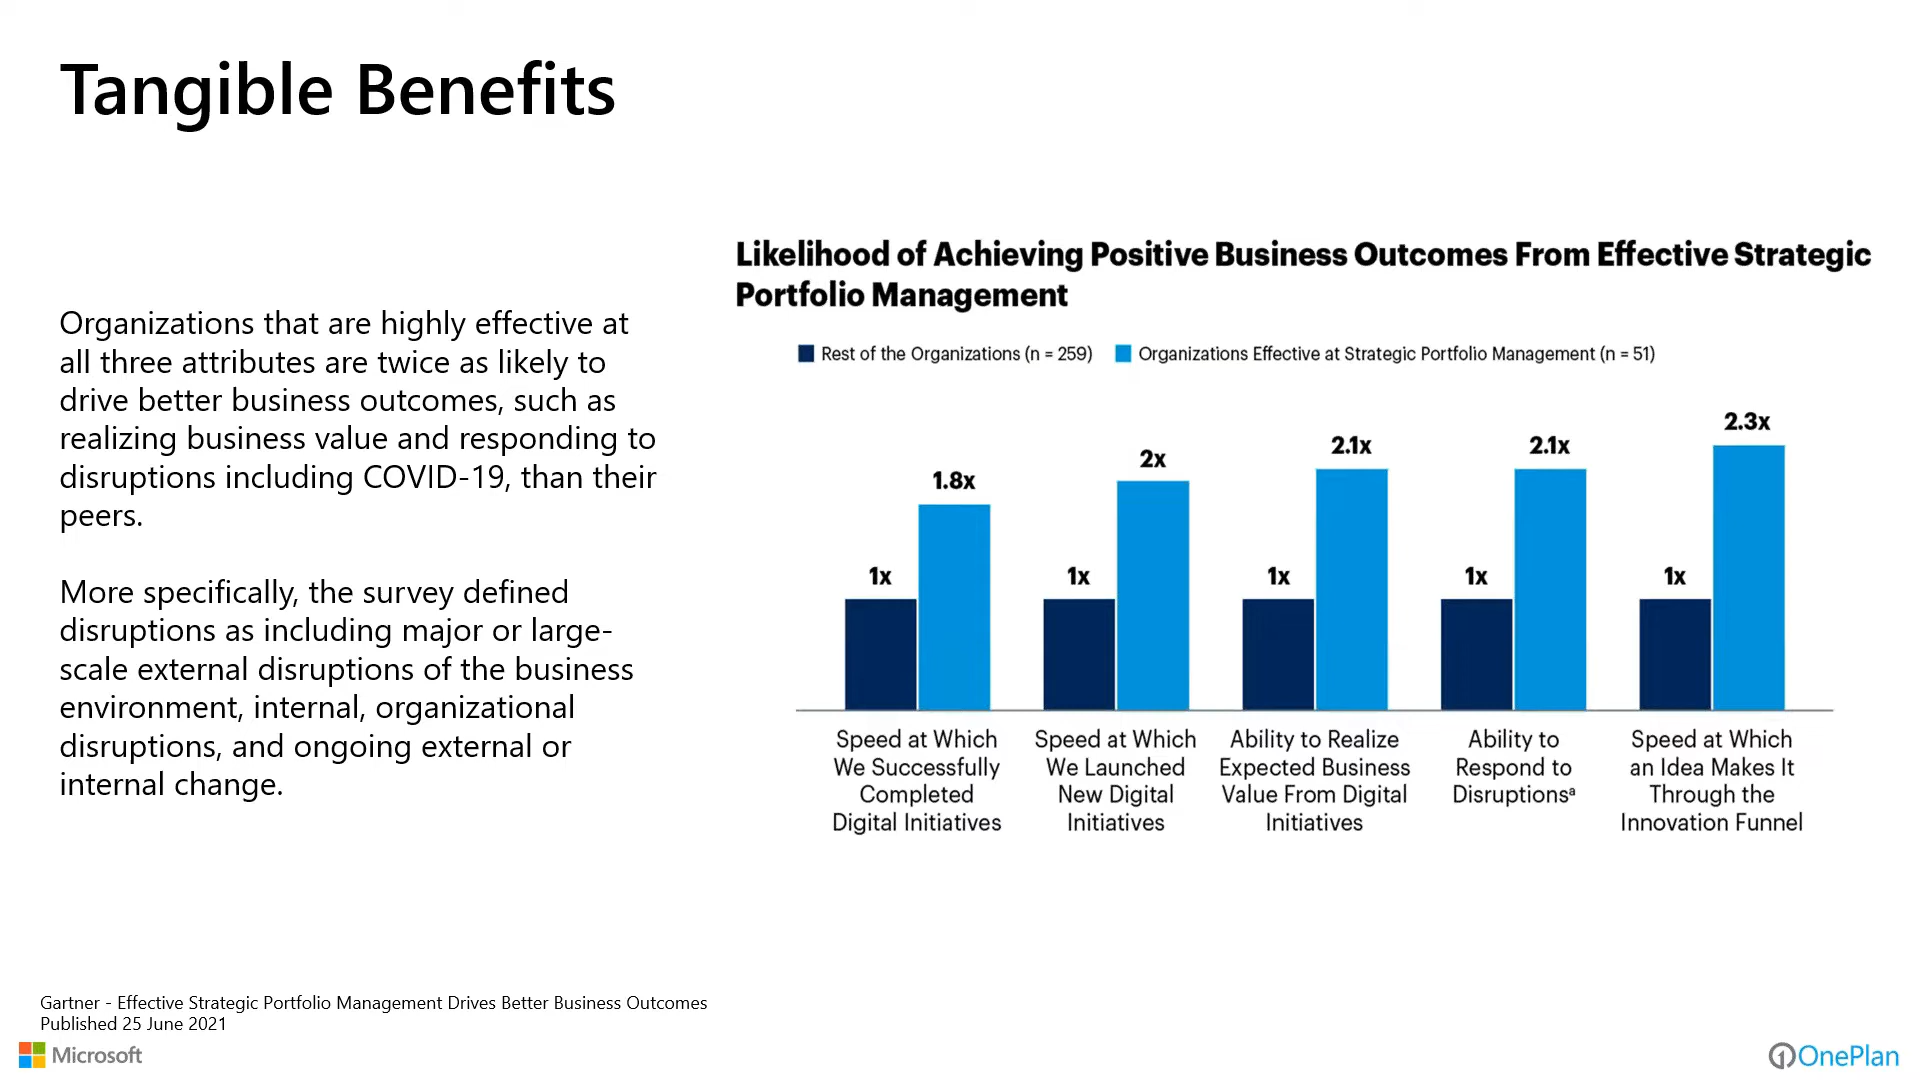 Tangible Benefits
Organizations that are highly effective at
all three attributes are twice as likely to
drive better business outcomes, such as
realizing business value and responding to
disruptions including COVID-19, than their
peers.
More specifically, the survey defined
disruptions as including major or large-
scale external disruptions of the business
environment, internal, organizational
disruptions, and ongoing external or
internal change.
Likelihood of Achieving Positive Business Outcomes From Effective Strategic
Portfolio Management
Rest of the Organizations (n = 259) Organizations Effective at Strategic Portfolio Management (n = 51)
1x 1.8x
1x 2x
1x 2.1x
1x 2.1x
1x 2.3x
Speed at Which
We Successfully
Completed
Digital Initiatives
Speed at Which
We Launched
New Digital
Initiatives
Ability to Realize
Expected Business
Value From Digital
Initiatives
Ability to
Respond to
Disruptionsᵃ
Speed at Which
an Idea Makes It
Through the
Innovation Funnel
Gartner - Effective Strategic Portfolio Management Drives Better Business Outcomes
Published 25 June 2021
Microsoft
OnePlan